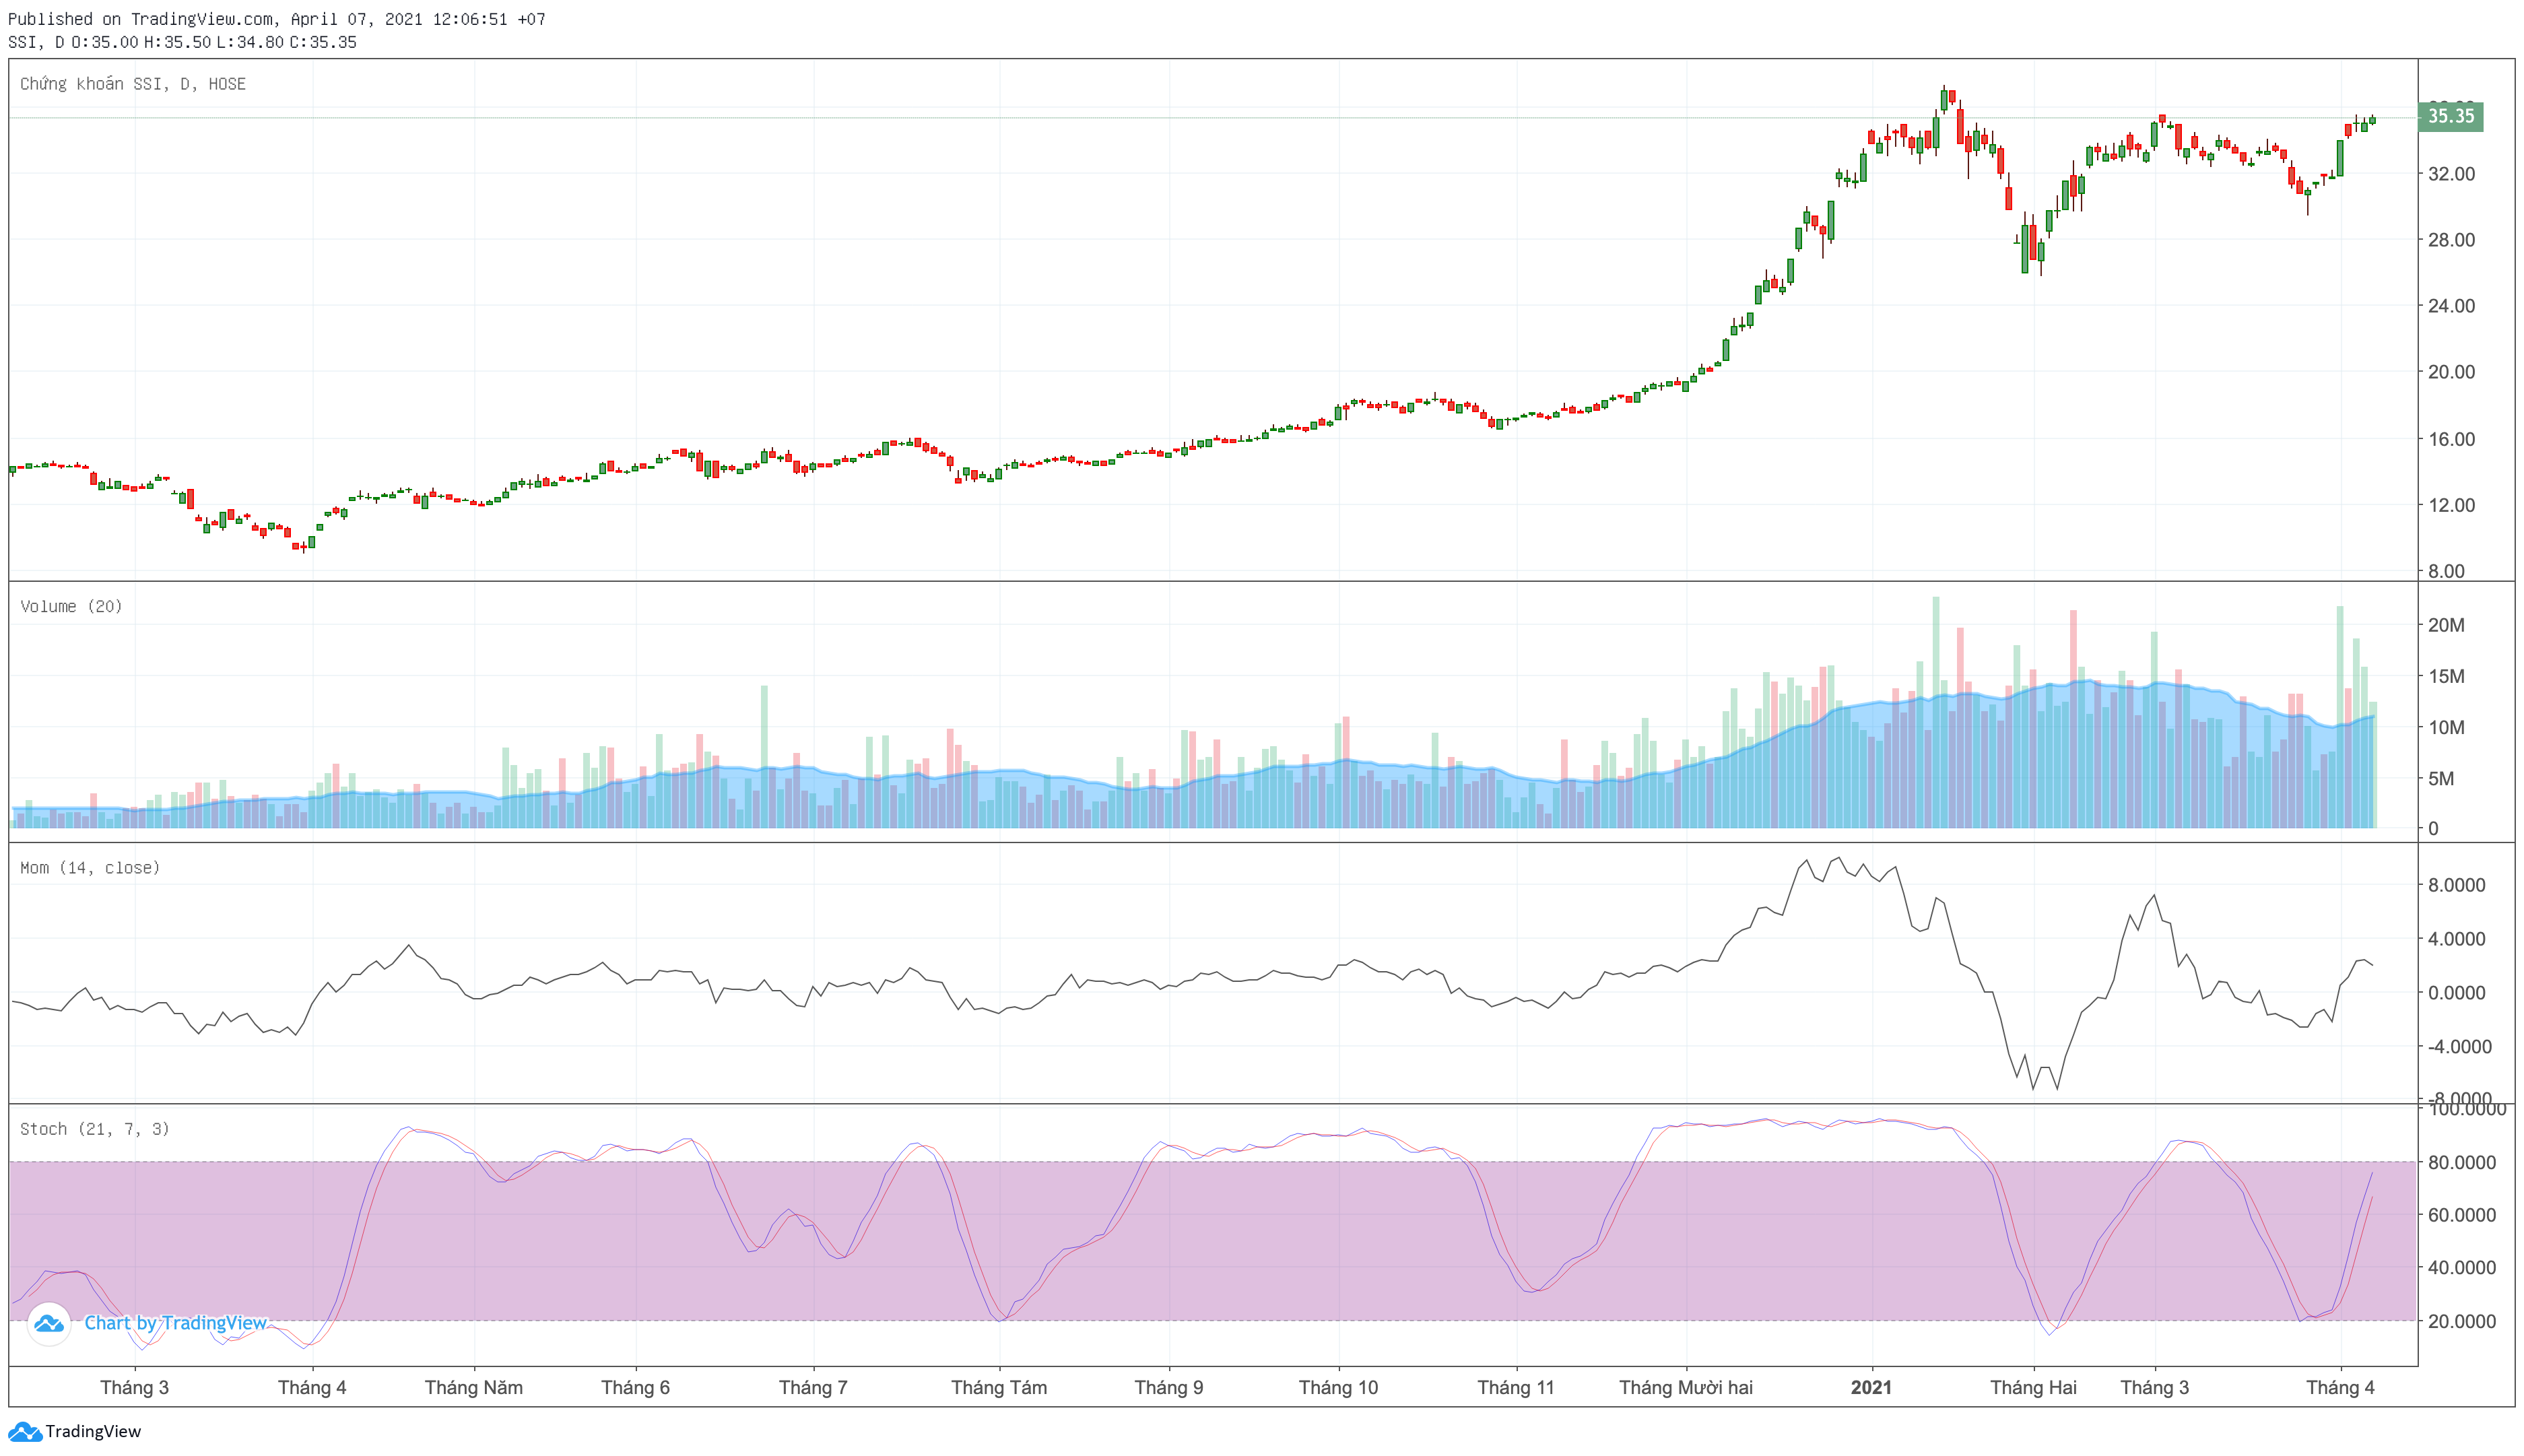 Published on TradingView.com, April 07, 2021 12:06:51 +07
SSI, D O:35.00 H:35.50 L:34.80 C:35.35
Chứng khoán SSI, D, HOSE
35.35
32.00
28.00
24.00
20.00
16.00
12.00
8.00
Volume (20)
20M
15M
10M
5M
0
Mom (14, close)
8.0000
4.0000
0.0000
-4.0000
-8.0000
100.0000
Stoch (21, 7, 3)
80.0000
60.0000
40.0000
20.0000
Chart by TradingView
Tháng 3 Tháng 4 Tháng Năm Tháng 6 Tháng 7 Tháng Tám Tháng 9 Tháng 10 Tháng 11 Tháng Mười hai 2021 Tháng Hai Tháng 3 Tháng 4
TradingView